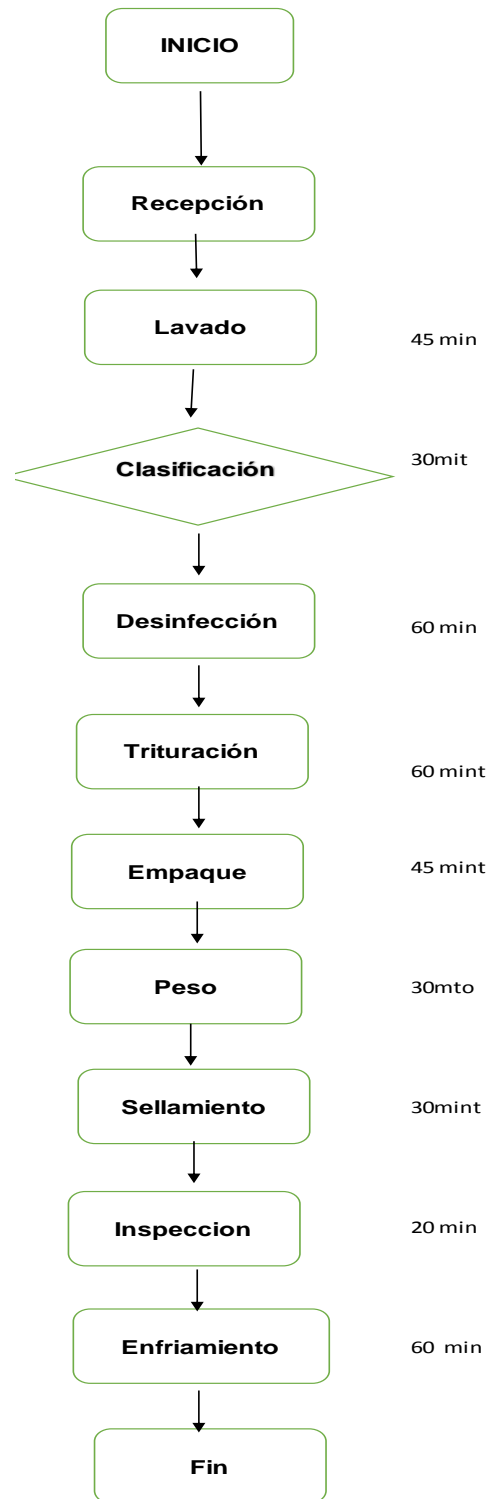 INICIO
Recepción
Lavado
45 min
Clasificación
30mit
Desinfección
60 min
Trituración
60 mint
Empaque
45 mint
Peso
30mto
Sellamiento
30mint
Inspeccion
20 min
Enfriamiento
60 min
Fin